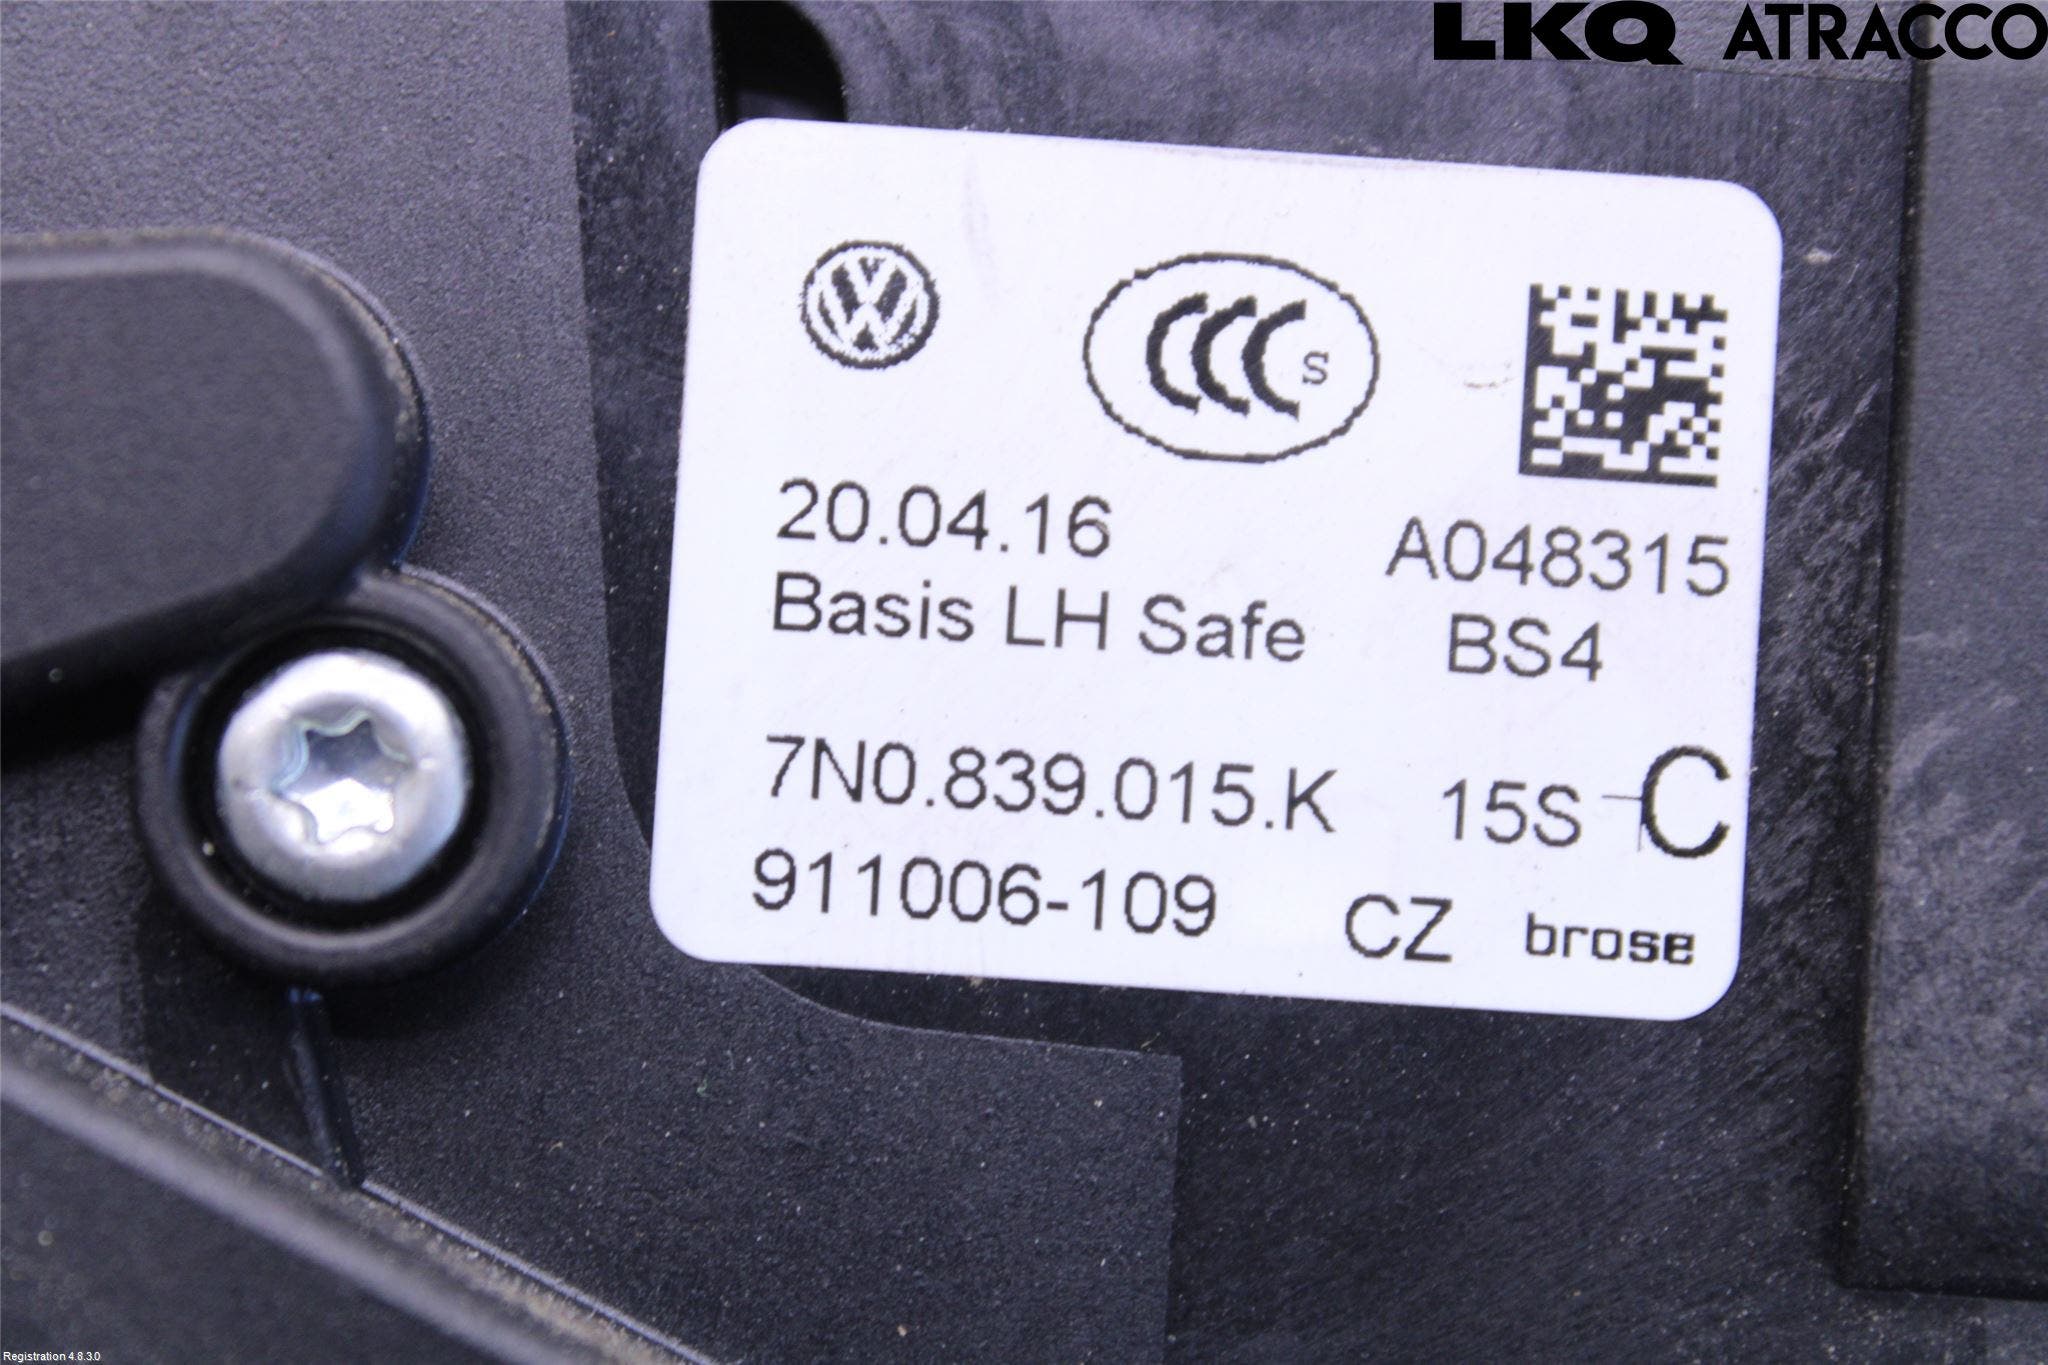 LKQ ATRACCO
CCC S
20.04.16 A048315
Basis LH Safe BS4
7N0.839.015.K 15S C
911006-109 CZ brose
Registration 4.8.3.0